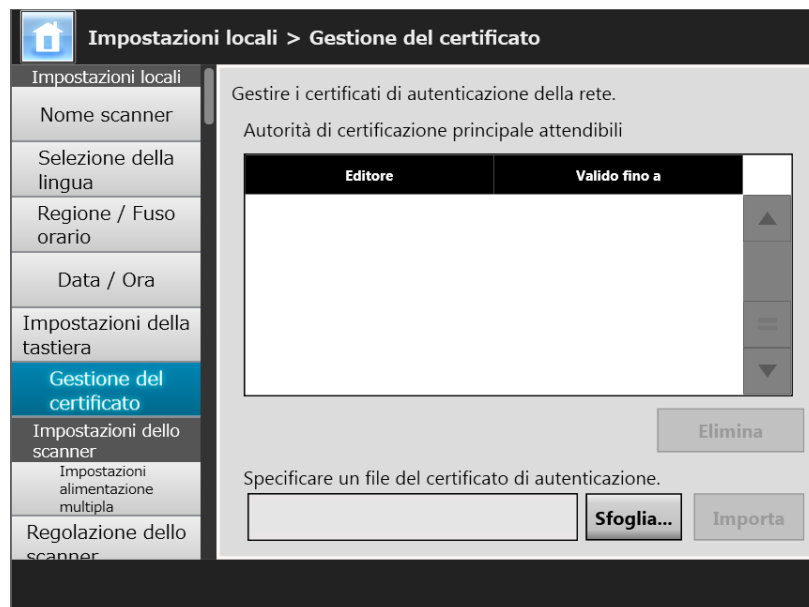 Impostazioni locali > Gestione del certificato
Impostazioni locali
Nome scanner
Selezione della
lingua
Regione / Fuso
orario
Data / Ora
Impostazioni della
tastiera
Gestione del
certificato
Impostazioni dello
scanner
Impostazioni
alimentazione
multipla
Regolazione dello
scanner
Gestire i certificati di autenticazione della rete.
Autorità di certificazione principale attendibili
Editore
Valido fino a
Elimina
Specificare un file del certificato di autenticazione.
Sfoglia...
Importa